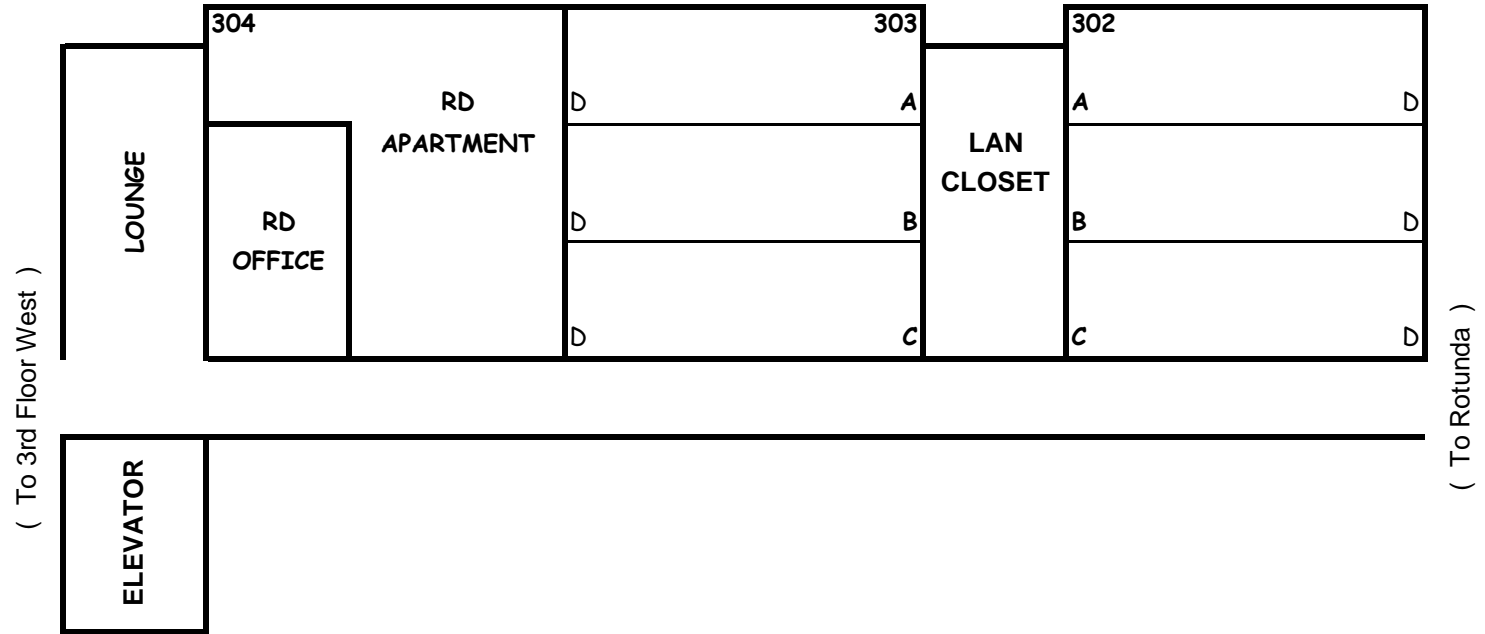 304
303
302
RD
APARTMENT
D
A
A
D
LAN
CLOSET
LOUNGE
RD
OFFICE
D
B
B
D
D
C
C
D
( To 3rd Floor West )
( To Rotunda )
ELEVATOR